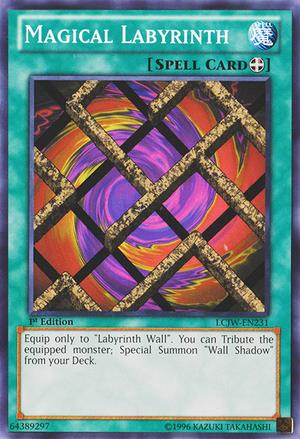 MAGICAL LABYRINTH 魔
[SPELL CARD]
LCJW-EN231
1st Edition
Equip only to "Labyrinth Wall". You can Tribute the
equipped monster; Special Summon "Wall Shadow"
from your Deck.
64389297
©1996 KAZUKI TAKAHASHI